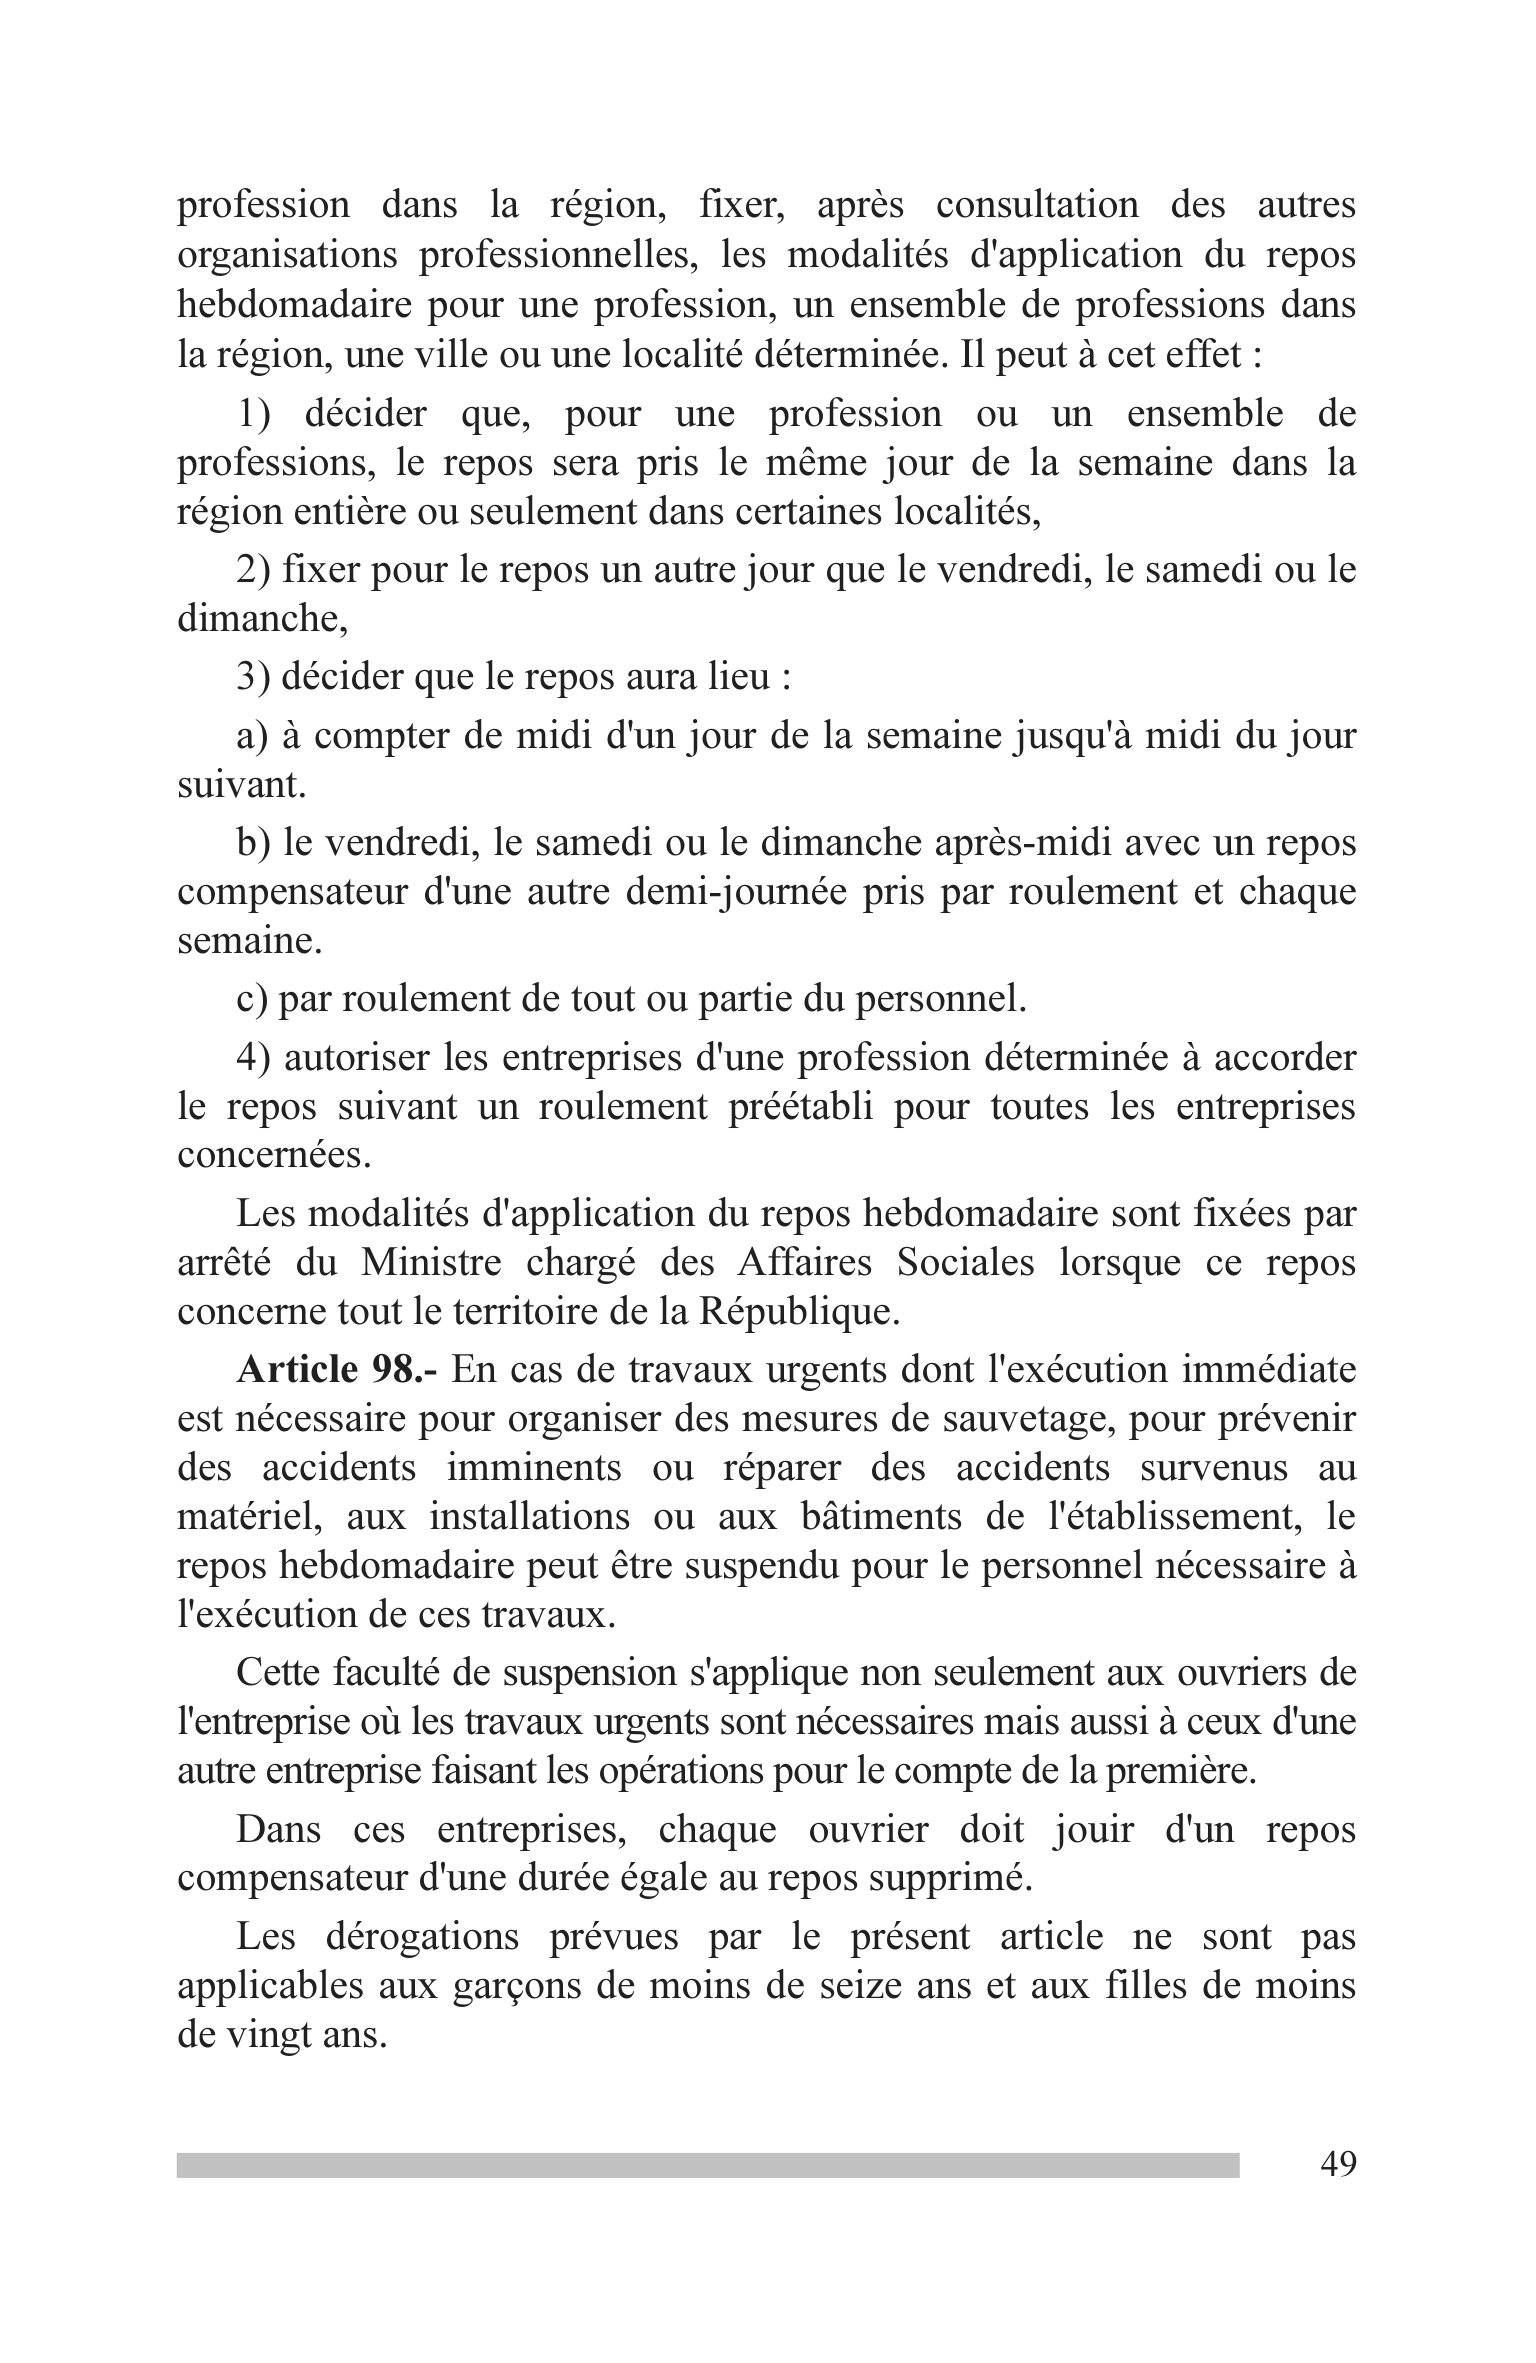 profession dans la région, fixer, après consultation des autres
organisations professionnelles, les modalités d'application du repos
hebdomadaire pour une profession, un ensemble de professions dans
la région, une ville ou une localité déterminée. Il peut à cet effet :
1) décider que, pour une profession ou un ensemble de
professions, le repos sera pris le même jour de la semaine dans la
région entière ou seulement dans certaines localités,
2) fixer pour le repos un autre jour que le vendredi, le samedi ou le
dimanche,
3) décider que le repos aura lieu :
a) à compter de midi d'un jour de la semaine jusqu'à midi du jour
suivant.
b) le vendredi, le samedi ou le dimanche après-midi avec un repos
compensateur d'une autre demi-journée pris par roulement et chaque
semaine.
c) par roulement de tout ou partie du personnel.
4) autoriser les entreprises d'une profession déterminée à accorder
le repos suivant un roulement préétabli pour toutes les entreprises
concernées.
Les modalités d'application du repos hebdomadaire sont fixées par
arrêté du Ministre chargé des Affaires Sociales lorsque ce repos
concerne tout le territoire de la République.
Article 98.- En cas de travaux urgents dont l'exécution immédiate
est nécessaire pour organiser des mesures de sauvetage, pour prévenir
des accidents imminents ou réparer des accidents survenus au
matériel, aux installations ou aux bâtiments de l'établissement, le
repos hebdomadaire peut être suspendu pour le personnel nécessaire à
l'exécution de ces travaux.
Cette faculté de suspension s'applique non seulement aux ouvriers de
l'entreprise où les travaux urgents sont nécessaires mais aussi à ceux d'une
autre entreprise faisant les opérations pour le compte de la première.
Dans ces entreprises, chaque ouvrier doit jouir d'un repos
compensateur d'une durée égale au repos supprimé.
Les dérogations prévues par le présent article ne sont pas
applicables aux garçons de moins de seize ans et aux filles de moins
de vingt ans.
49